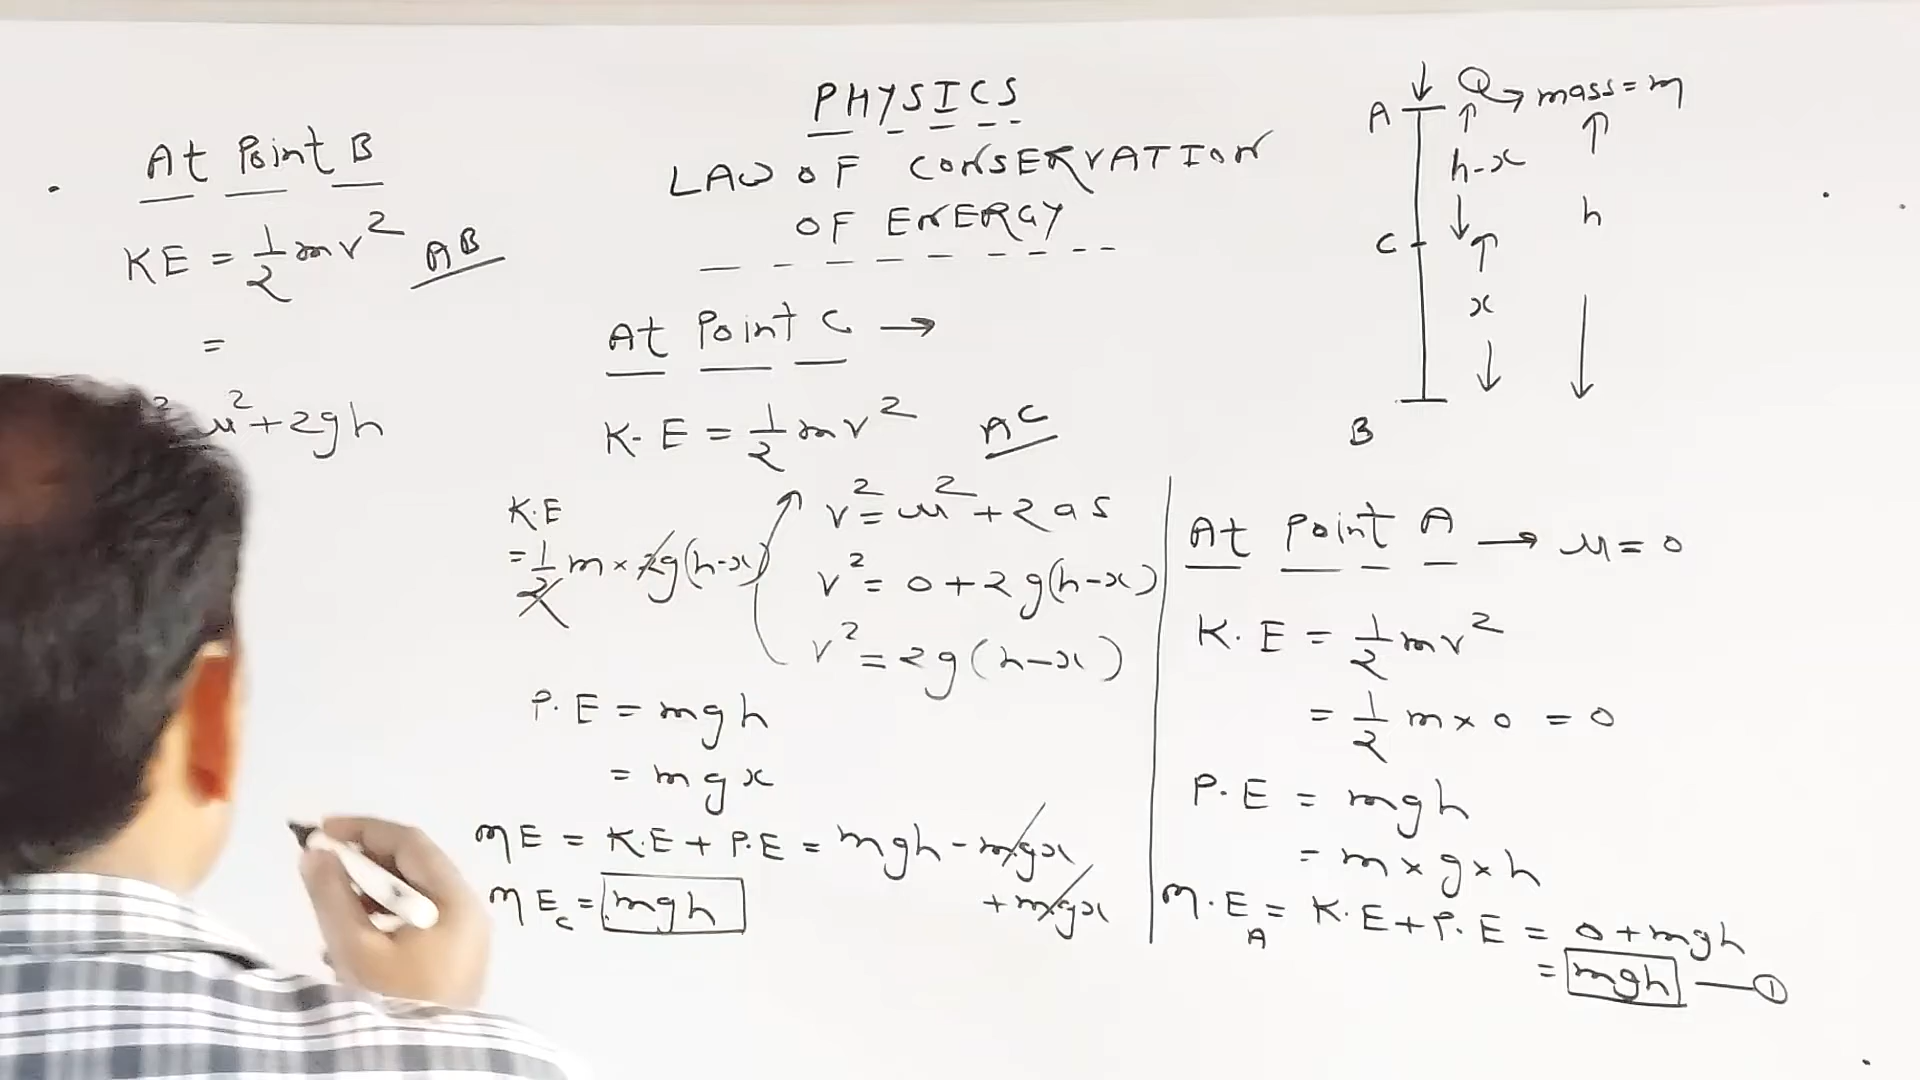 PHYSICS
LAW OF CONSERVATION
OF ENERGY
A
mass = m
h-x
h
C
x
B
At Point B
KE = 1/2 mv² AB
=
² u² + 2gh
At Point C →
K.E = 1/2 mv² AC
K.E
= 1/2 m × 2g(h-x)
v² = u² + 2as
v² = 0 + 2g(h-x)
v² = 2g(h-x)
P.E = mgh
= mgx
ME = K.E + P.E = mgh - mgx
+ mgx
ME_C = mgh
At Point A → u = 0
K.E = 1/2 mv²
= 1/2 m × 0 = 0
P.E = mgh
= m × g × h
M.E_A = K.E + P.E = 0 + mgh
= mgh — ①